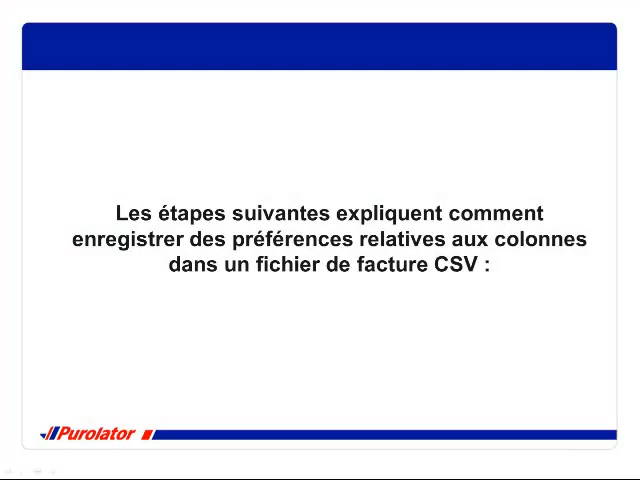 Les étapes suivantes expliquent comment
enregistrer des préférences relatives aux colonnes
dans un fichier de facture CSV :
Purolator